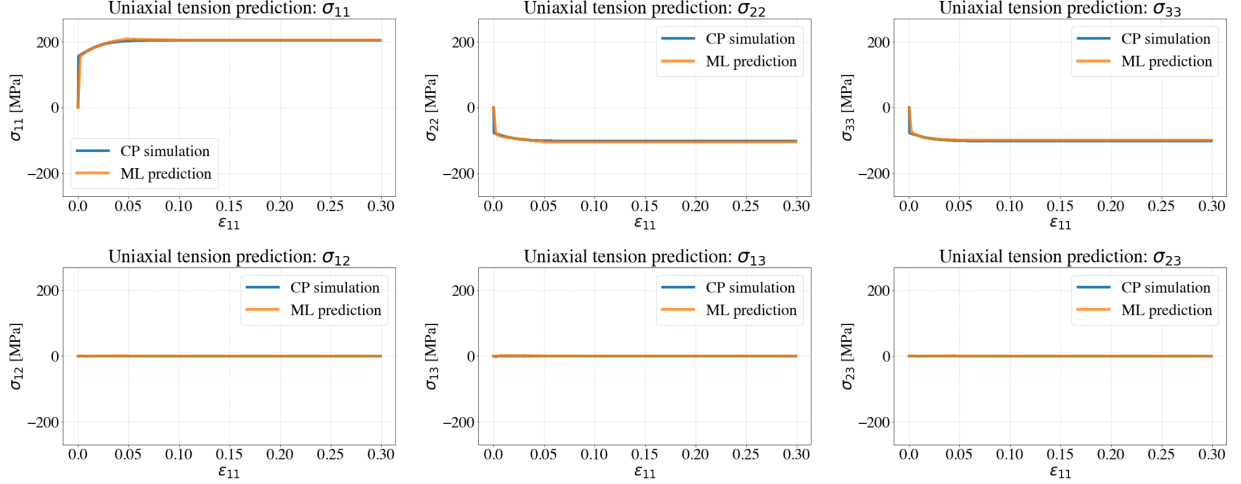 Uniaxial tension prediction: σ₁₁
Uniaxial tension prediction: σ₂₂
Uniaxial tension prediction: σ₃₃
σ₁₁ [MPa]
200
0
−200
CP simulation
ML prediction
0.0 0.05 0.10 0.15 0.20 0.25 0.30
ε₁₁
σ₂₂ [MPa]
200
0
−200
CP simulation
ML prediction
0.0 0.05 0.10 0.15 0.20 0.25 0.30
ε₁₁
σ₃₃ [MPa]
200
0
−200
CP simulation
ML prediction
0.0 0.05 0.10 0.15 0.20 0.25 0.30
ε₁₁
Uniaxial tension prediction: σ₁₂
Uniaxial tension prediction: σ₁₃
Uniaxial tension prediction: σ₂₃
σ₁₂ [MPa]
200
0
−200
CP simulation
ML prediction
0.0 0.05 0.10 0.15 0.20 0.25 0.30
ε₁₁
σ₁₃ [MPa]
200
0
−200
CP simulation
ML prediction
0.0 0.05 0.10 0.15 0.20 0.25 0.30
ε₁₁
σ₂₃ [MPa]
200
0
−200
CP simulation
ML prediction
0.0 0.05 0.10 0.15 0.20 0.25 0.30
ε₁₁